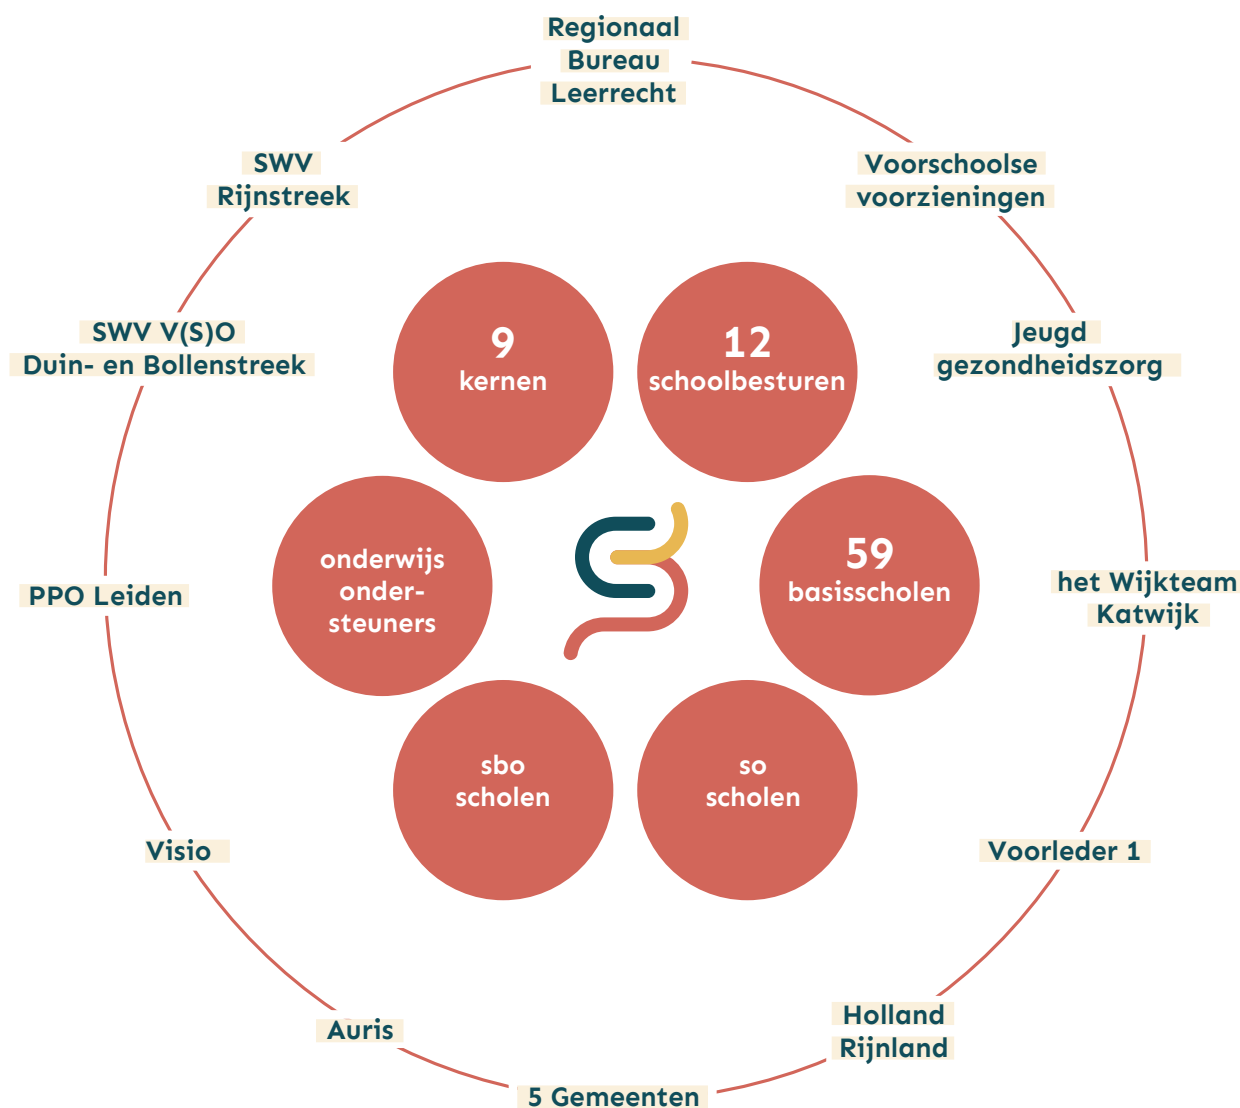 Regionaal
Bureau
Leerrecht
SWV
Rijnstreek
Voorschoolse
voorzieningen
SWV V(S)O
Duin- en Bollenstreek
9
kernen
12
schoolbesturen
Jeugd
gezondheidszorg
PPO Leiden
onderwijs
onder-
steuners
59
basisscholen
het Wijkteam
Katwijk
sbo
scholen
so
scholen
Visio
Voorleder 1
Auris
Holland
Rijnland
5 Gemeenten